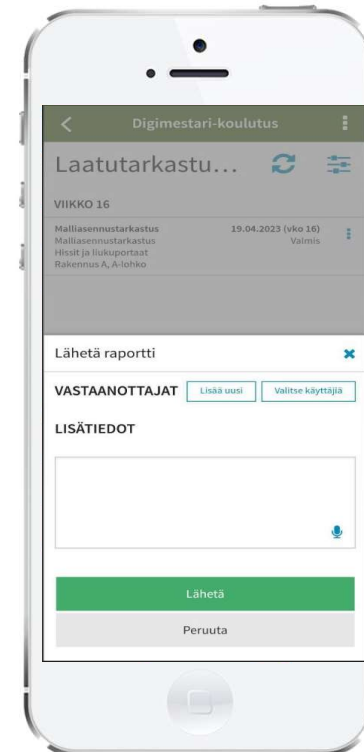 Digimestari-koulutus
Laatutarkastu...
VIIKKO 16
Malliasennustarkastus 19.04.2023 (vko 16)
Malliasennustarkastus Valmis
Hissit ja liukuportaat
Rakennus A, A-lohko
Lähetä raportti
VASTAANOTTAJAT Lisää uusi Valitse käyttäjiä
LISÄTIEDOT
Lähetä
Peruuta